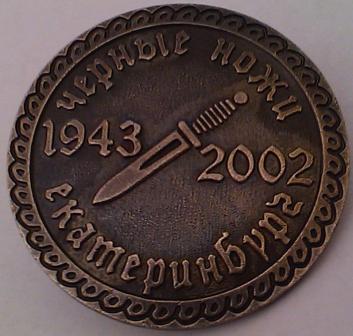 черные ножи
1943
2002
екатеринбург